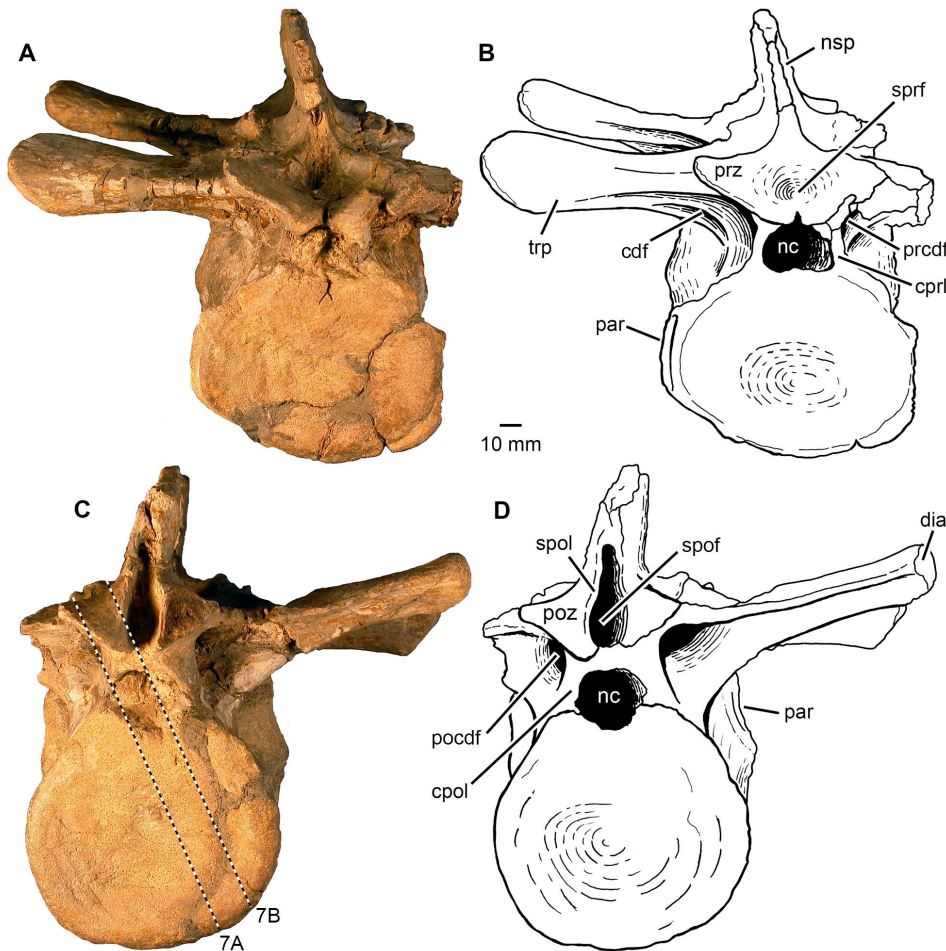 A
B
nsp
sprf
prz
trp
cdf
nc
prcdf
cprl
par
10 mm
C
D
dia
spol
spof
poz
nc
pocdf
par
cpol
7B
7A